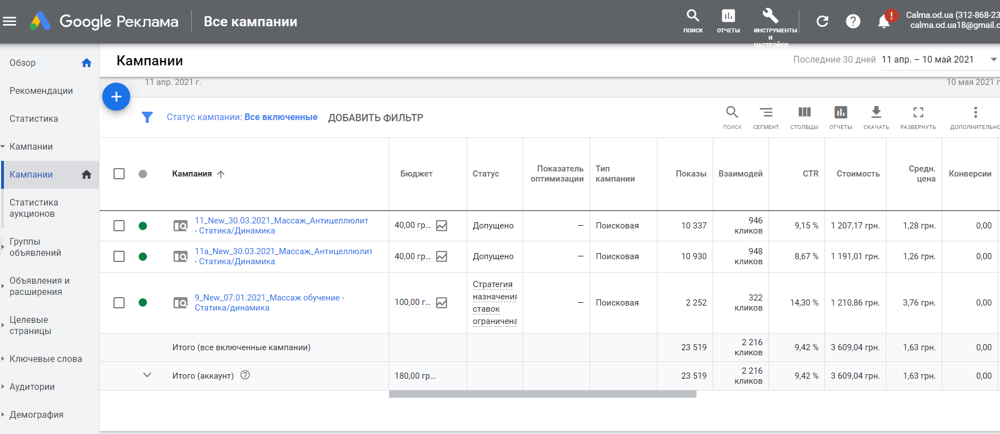 Google Реклама
Все кампании
ПОИСК
ОТЧЕТЫ
ИНСТРУМЕНТЫ
И
НАСТРОЙКИ
!
Calma.od.ua (312-868-23
calma.od.ua18@gmail.c
Обзор
Рекомендации
Статистика
Кампании
Кампании
Статистика
аукционов
Группы
объявлений
Объявления и
расширения
Целевые
страницы
Ключевые слова
Аудитории
Демография
Кампании
Последние 30 дней 11 апр. – 10 май 2021
11 апр. 2021 г.
10 мая 2021 г
Статус кампании: Все включенные
ДОБАВИТЬ ФИЛЬТР
ПОИСК
СЕГМЕНТ
СТОЛБЦЫ
ОТЧЕТЫ
СКАЧАТЬ
РАЗВЕРНУТЬ
ДОПОЛНИТЕЛЬНО
Кампания
Бюджет
Статус
Показатель
оптимизации
Тип
кампании
Показы
Взаимодей
CTR
Стоимость
Средн.
цена
Конверсии
11_New_30.03.2021_Массаж_Антицеллюлит
- Статика/Динамика
40,00 гр...
Допущено
—
Поисковая
10 337
946
кликов
9,15 %
1 207,17 грн.
1,28 грн.
0,00
11а_New_30.03.2021_Массаж_Антицеллюлит
- Статика/Динамика
40,00 гр...
Допущено
—
Поисковая
10 930
948
кликов
8,67 %
1 191,01 грн.
1,26 грн.
0,00
9_New_07.01.2021_Массаж обучение -
Статика/динамика
100,00 г...
Стратегия
назначения
ставок
ограничена
—
Поисковая
2 252
322
кликов
14,30 %
1 210,86 грн.
3,76 грн.
0,00
Итого (все включенные кампании)
23 519
2 216
кликов
9,42 %
3 609,04 грн.
1,63 грн.
0,00
Итого (аккаунт)
180,00 гр...
23 519
2 216
кликов
9,42 %
3 609,04 грн.
1,63 грн.
0,00